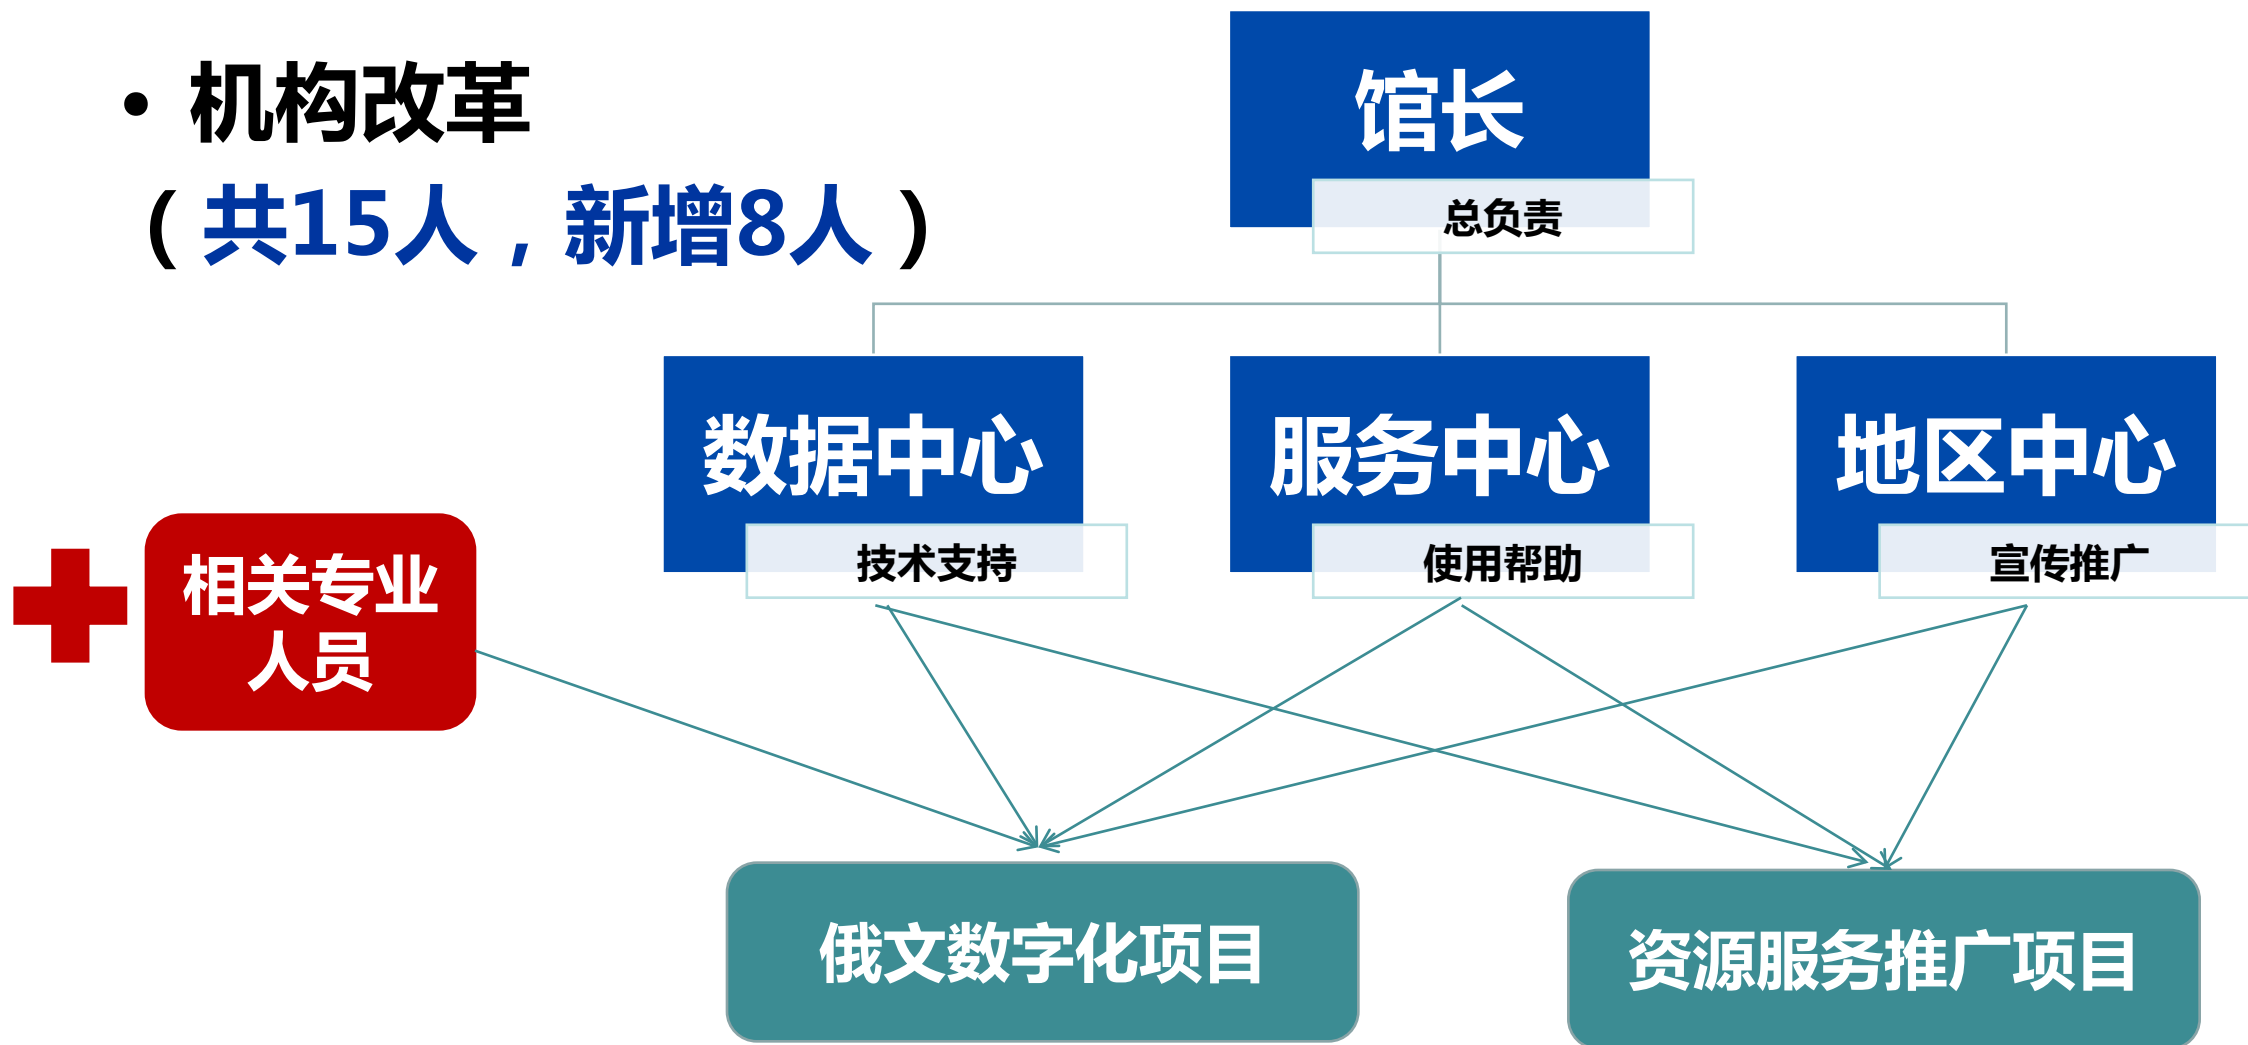 • 机构改革
（共15人，新增8人）
馆长
总负责
数据中心
技术支持
服务中心
使用帮助
地区中心
宣传推广
相关专业
人员
俄文数字化项目
资源服务推广项目